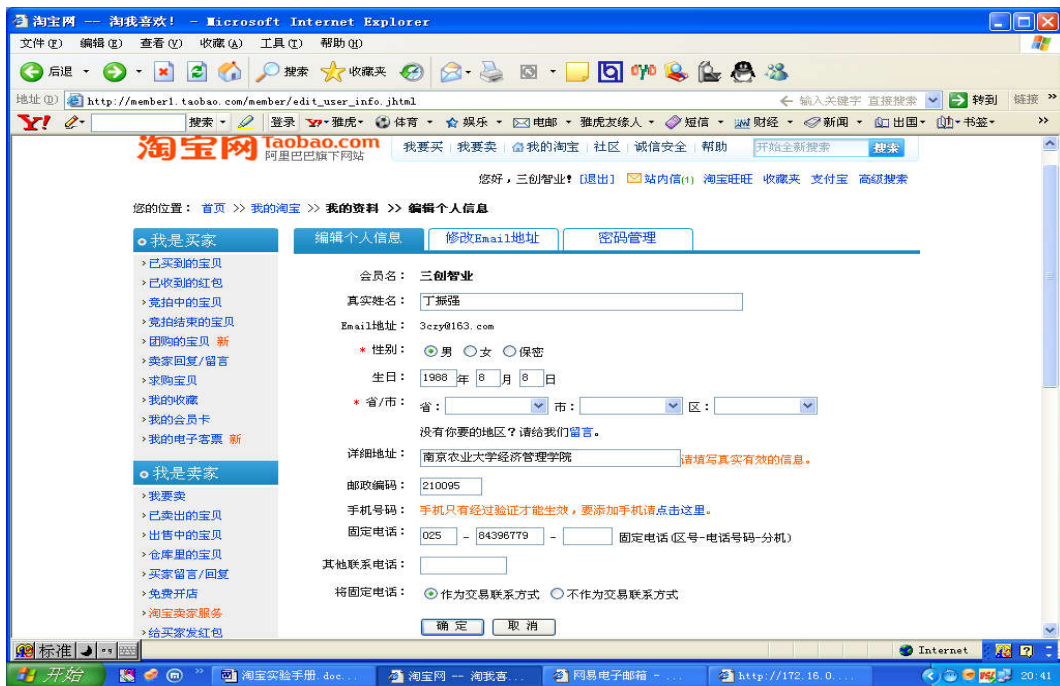 淘宝网 -- 淘我喜欢! - Microsoft Internet Explorer
文件(F) 编辑(E) 查看(V) 收藏(A) 工具(T) 帮助(H)
后退 搜索 收藏夹
地址(D) http://member1.taobao.com/member/edit_user_info.jhtml 输入关键字 直接搜索 转到 链接 »
Y! 搜索 登录 雅虎 体育 娱乐 电邮 雅虎友缘人 短信 财经 新闻 出国 书签 »
淘宝网 Taobao.com 阿里巴巴旗下网站 我要买 我要卖 我的淘宝 社区 诚信安全 帮助 开始全新搜索 搜索
您好,三创智业! [退出] 站内信(1) 淘宝旺旺 收藏夹 支付宝 高级搜索
您的位置: 首页 >> 我的淘宝 >> 我的资料 >> 编辑个人信息
我是买家
已买到的宝贝
已收到的红包
竞拍中的宝贝
竞拍结束的宝贝
团购的宝贝 新
卖家回复/留言
求购宝贝
我的收藏
我的会员卡
我的电子客票 新
我是卖家
我要卖
已卖出的宝贝
出售中的宝贝
仓库里的宝贝
买家留言/回复
免费开店
淘宝卖家服务
给买家发红包
编辑个人信息 修改Email地址 密码管理
会员名: 三创智业
真实姓名: 丁振强
Email地址: 3czy@163.com
* 性别: 男 女 保密
生日: 1988 年 8 月 8 日
* 省/市: 省: 市: 区:
没有你要的地区?请给我们留言。
详细地址: 南京农业大学经济管理学院 请填写真实有效的信息。
邮政编码: 210095
手机号码: 手机只有经过验证才能生效,要添加手机请点击这里。
固定电话: 025 - 84396779 - 固定电话(区号-电话号码-分机)
其他联系电话:
将固定电话: 作为交易联系方式 不作为交易联系方式
确 定 取 消
标准 Internet
开始 淘宝实验手册.doc... 淘宝网 -- 淘我喜... 网易电子邮箱 - ... http://172.16.0.... 20:41